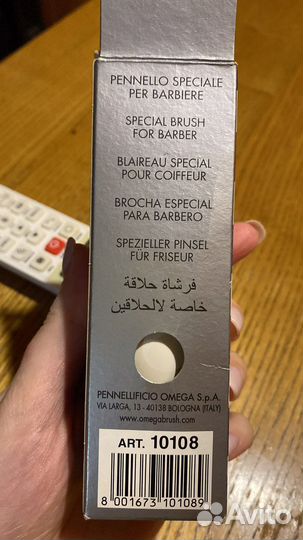 PENNELLO SPECIALE
PER BARBIERE
SPECIAL BRUSH
FOR BARBER
BLAIREAU SPECIAL
POUR COIFFEUR
BROCHA ESPECIAL
PARA BARBERO
SPEZIELLER PINSEL
FÜR FRISEUR
فرشاة حلاقة
خاصة لالحلاقين
PENNELLIFICIO OMEGA S.p.A.
VIA LARGA, 13 - 40138 BOLOGNA (ITALY)
www.omegabrush.com
ART. 10108
8 001673 101089
Avito